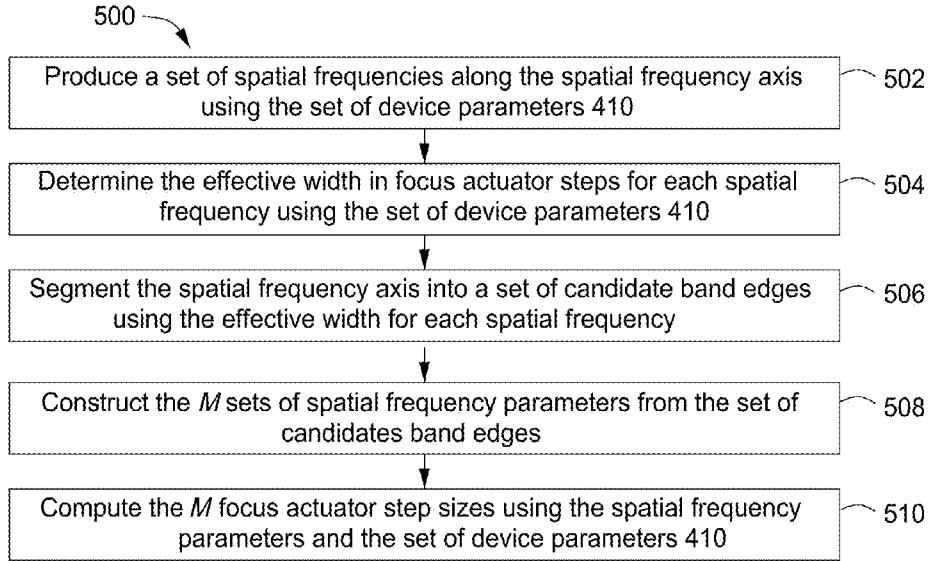 500
Produce a set of spatial frequencies along the spatial frequency axis
using the set of device parameters 410
502
Determine the effective width in focus actuator steps for each spatial
frequency using the set of device parameters 410
504
Segment the spatial frequency axis into a set of candidate band edges
using the effective width for each spatial frequency
506
Construct the M sets of spatial frequency parameters from the set of
candidates band edges
508
Compute the M focus actuator step sizes using the spatial frequency
parameters and the set of device parameters 410
510